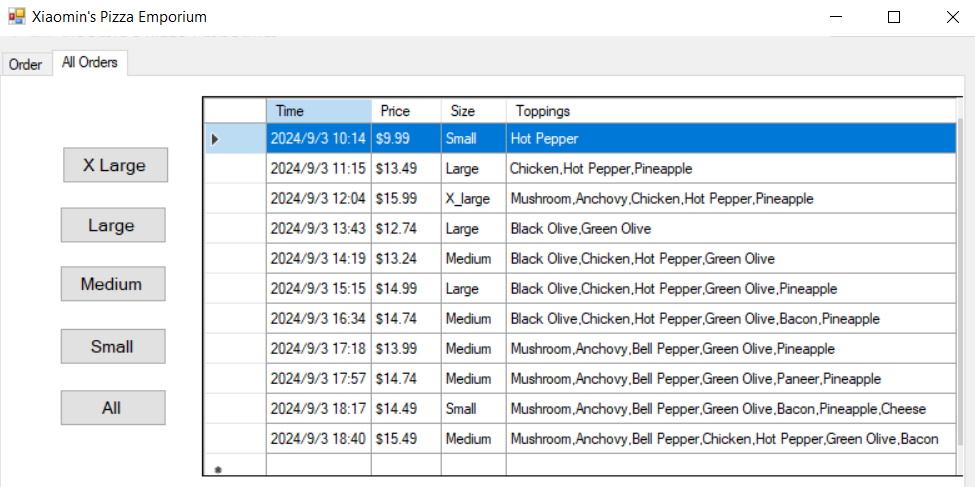 Xiaomin's Pizza Emporium
Order All Orders
Time Price Size Toppings
2024/9/3 10:14 $9.99 Small Hot Pepper
X Large
2024/9/3 11:15 $13.49 Large Chicken,Hot Pepper,Pineapple
2024/9/3 12:04 $15.99 X_large Mushroom,Anchovy,Chicken,Hot Pepper,Pineapple
Large
2024/9/3 13:43 $12.74 Large Black Olive,Green Olive
2024/9/3 14:19 $13.24 Medium Black Olive,Chicken,Hot Pepper,Green Olive
Medium
2024/9/3 15:15 $14.99 Large Black Olive,Chicken,Hot Pepper,Green Olive,Pineapple
2024/9/3 16:34 $14.74 Medium Black Olive,Chicken,Hot Pepper,Green Olive,Bacon,Pineapple
Small
2024/9/3 17:18 $13.99 Medium Mushroom,Anchovy,Bell Pepper,Green Olive,Pineapple
2024/9/3 17:57 $14.74 Medium Mushroom,Anchovy,Bell Pepper,Green Olive,Paneer,Pineapple
All
2024/9/3 18:17 $14.49 Small Mushroom,Anchovy,Bell Pepper,Green Olive,Bacon,Pineapple,Cheese
2024/9/3 18:40 $15.49 Medium Mushroom,Anchovy,Bell Pepper,Chicken,Hot Pepper,Green Olive,Bacon